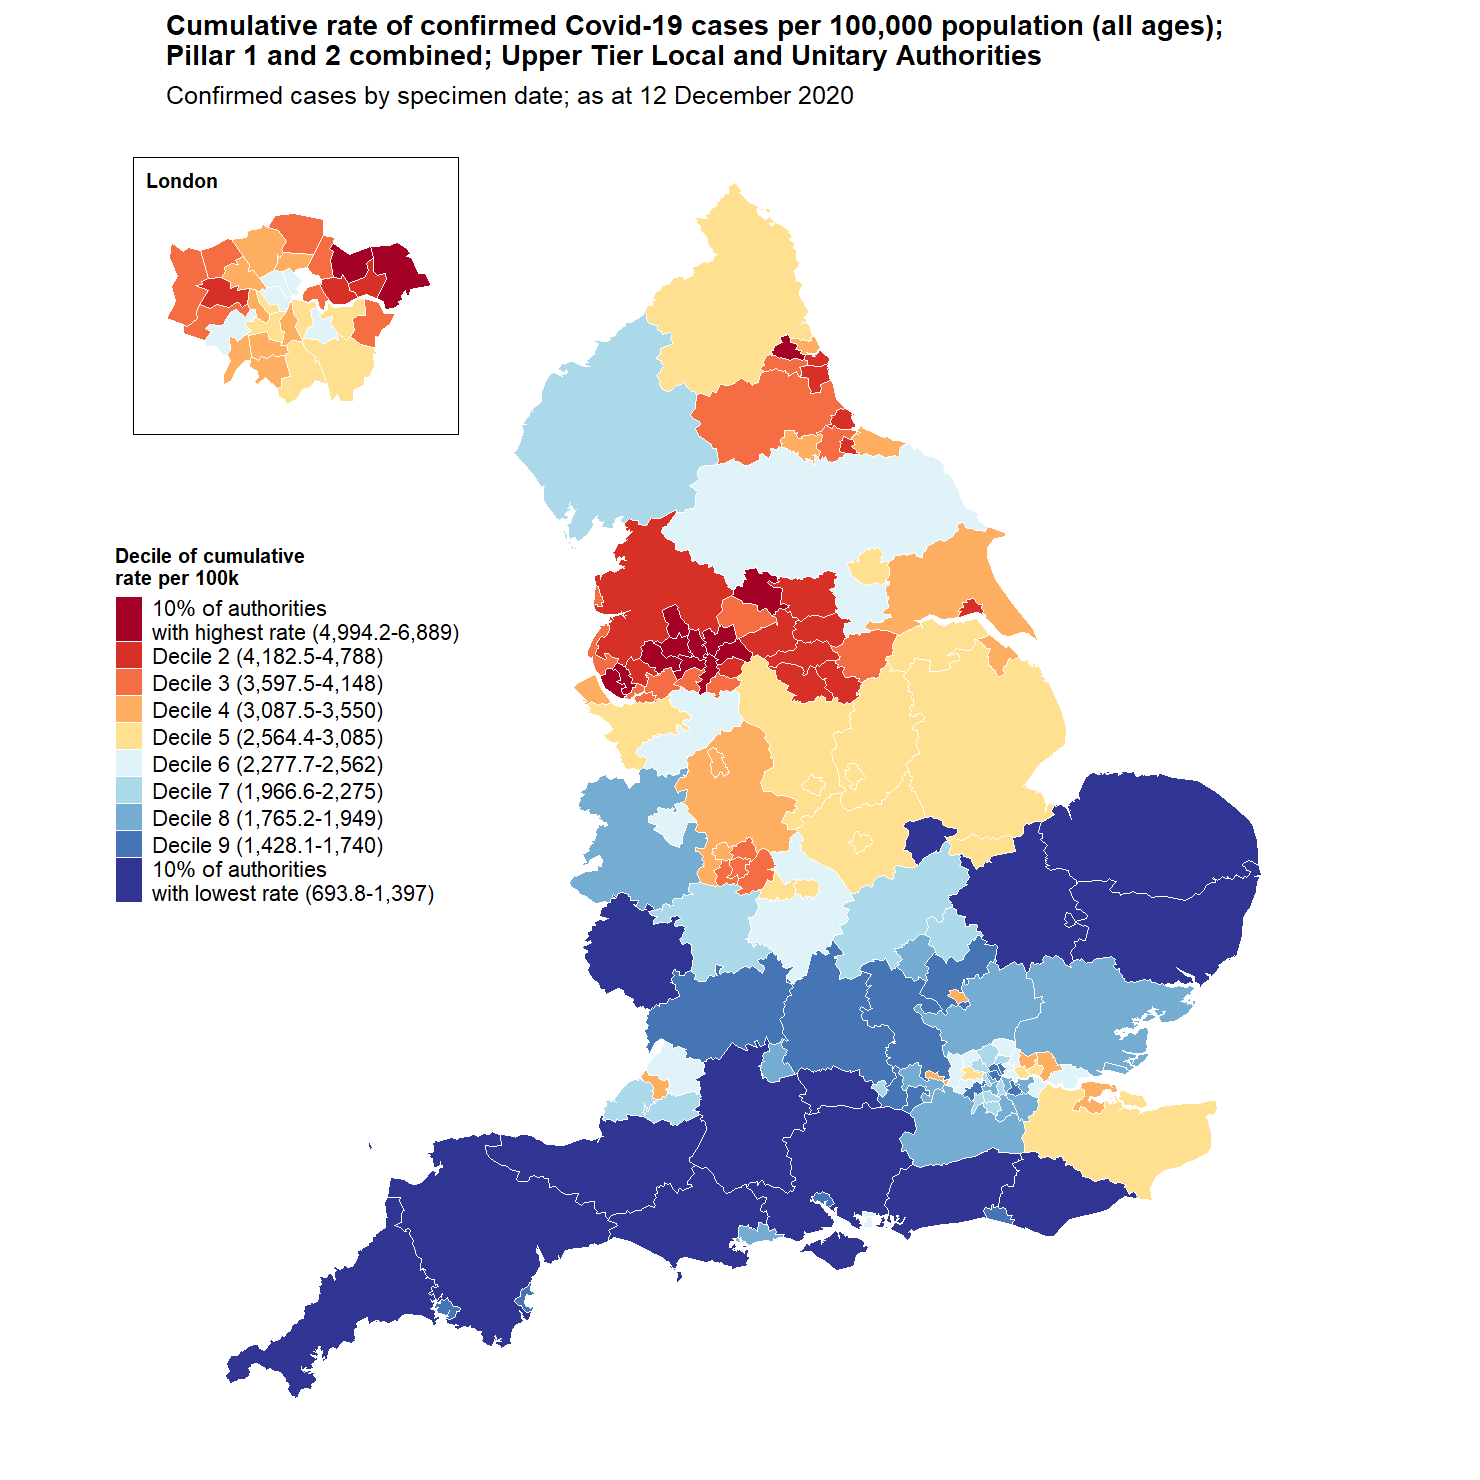 Cumulative rate of confirmed Covid-19 cases per 100,000 population (all ages);
Pillar 1 and 2 combined; Upper Tier Local and Unitary Authorities
Confirmed cases by specimen date; as at 12 December 2020
London
Decile of cumulative
rate per 100k
10% of authorities
with highest rate (4,994.2-6,889)
Decile 2 (4,182.5-4,788)
Decile 3 (3,597.5-4,148)
Decile 4 (3,087.5-3,550)
Decile 5 (2,564.4-3,085)
Decile 6 (2,277.7-2,562)
Decile 7 (1,966.6-2,275)
Decile 8 (1,765.2-1,949)
Decile 9 (1,428.1-1,740)
10% of authorities
with lowest rate (693.8-1,397)